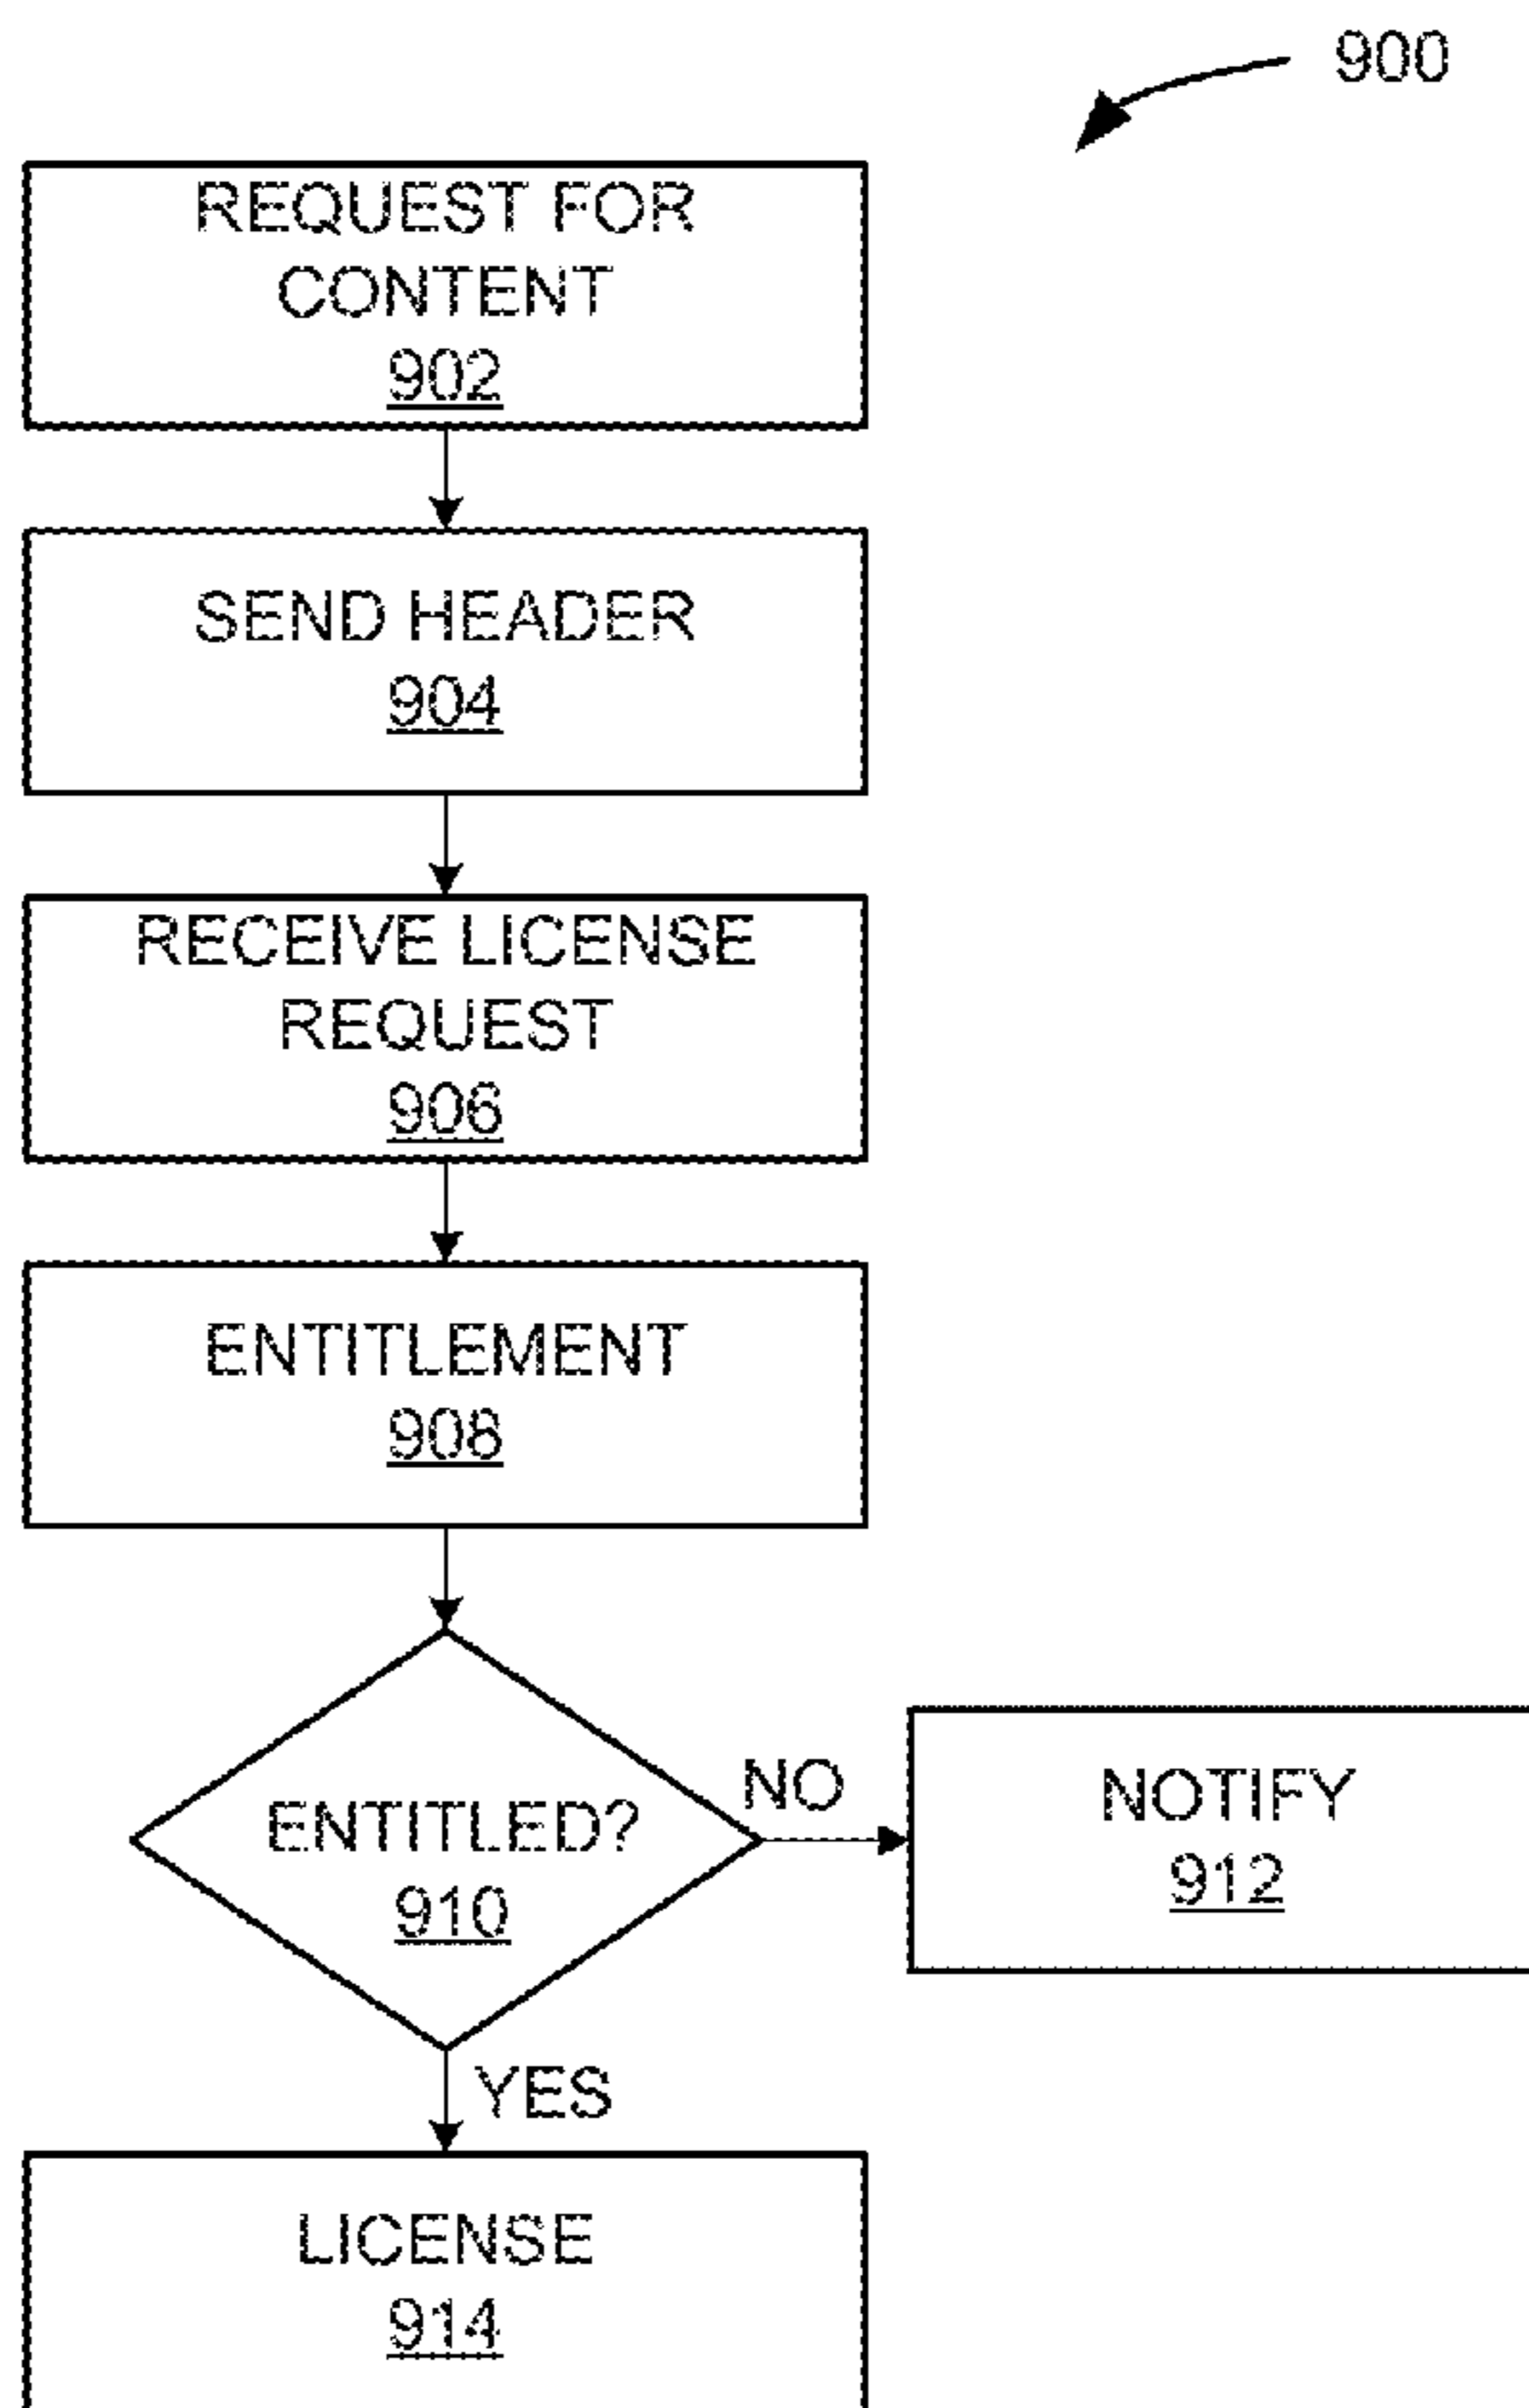 900
REQUEST FOR
CONTENT
902
SEND HEADER
904
RECEIVE LICENSE
REQUEST
906
ENTITLEMENT
908
ENTITLED?
910
NO
NOTIFY
912
YES
LICENSE
914